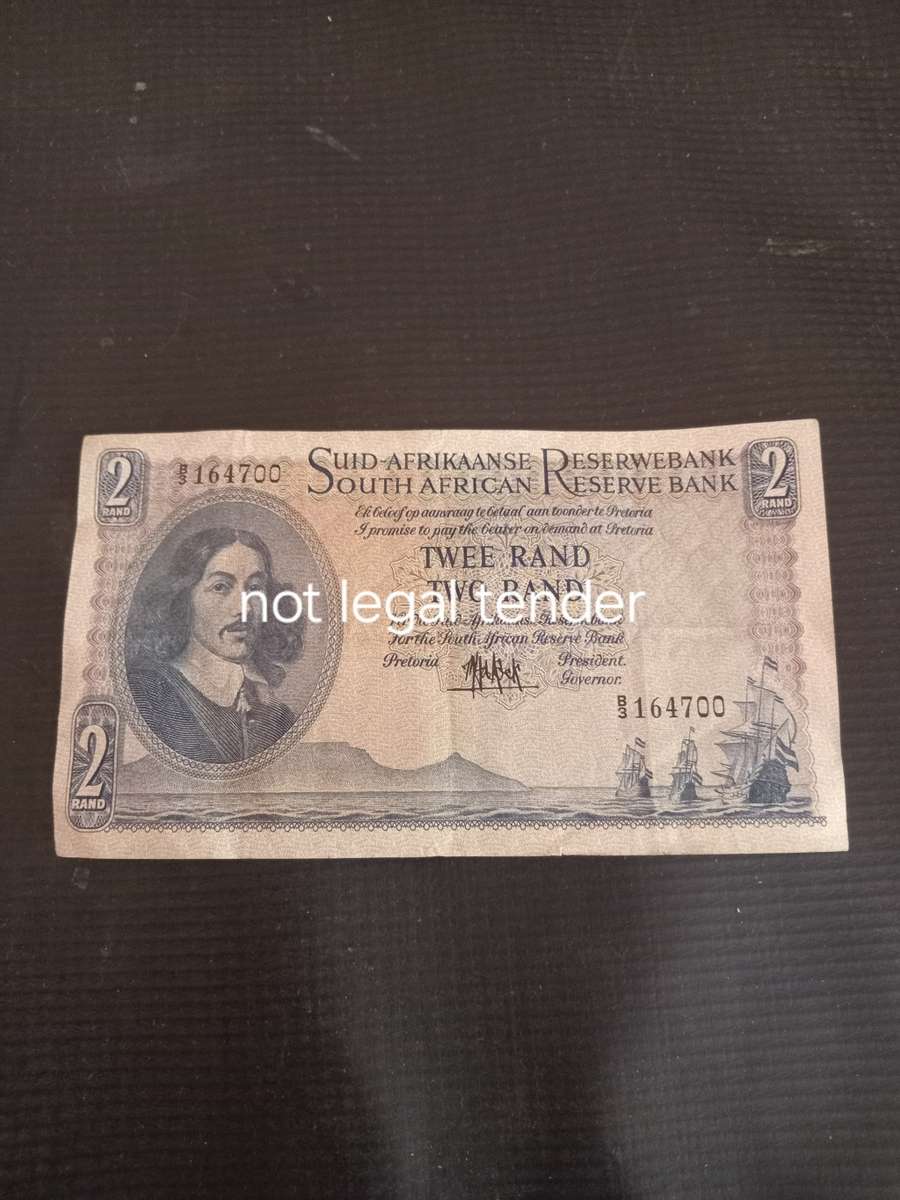 2
RAND
B/3 164700
SUID-AFRIKAANSE RESERWEBANK
SOUTH AFRICAN RESERVE BANK
2
RAND
Ek beloof op aanvraag te betaal aan toonder te Pretoria
I promise to pay the bearer on demand at Pretoria
TWEE RAND
TWO RAND
not legal tender
For the South African Reserve Bank
Pretoria
President.
Governor.
B/3 164700
2
RAND